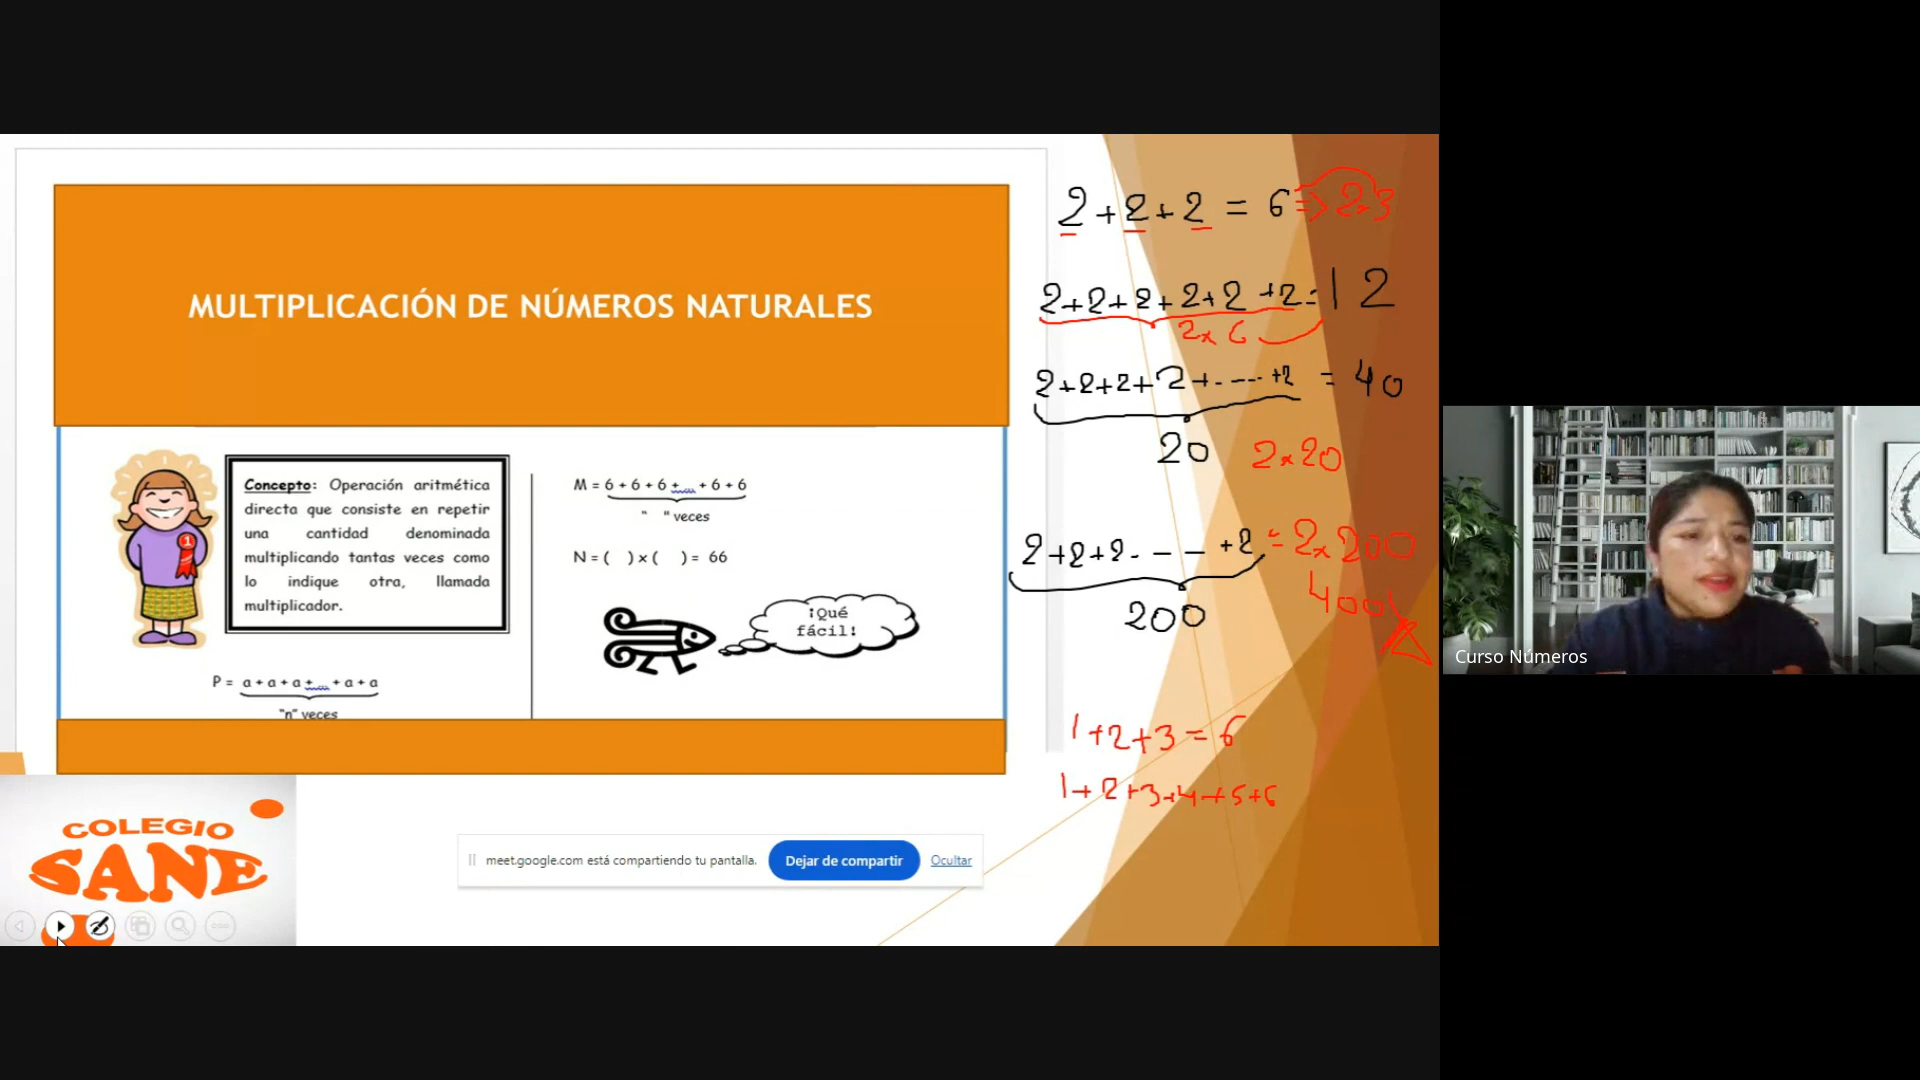 MULTIPLICACIÓN DE NÚMEROS NATURALES
Concepto: Operación aritmética
directa que consiste en repetir
una cantidad denominada
multiplicando tantas veces como
lo indique otra, llamada
multiplicador.
P = a + a + a + .... + a + a
"n" veces
M = 6 + 6 + 6 + .... + 6 + 6
" " veces
N = ( ) x ( ) = 66
¡Qué
fácil!
2 + 2 + 2 = 6 => 2x3
2+2+2+2+2+2=12
2x6
2+2+2+2+.----+2 = 40
20 2x20
2+2+2- - - +2 = 2x200
200
400
1+2+3=6
1+2+3+4+5+6
COLEGIO
SANE
meet.google.com está compartiendo tu pantalla. Dejar de compartir Ocultar
Curso Números